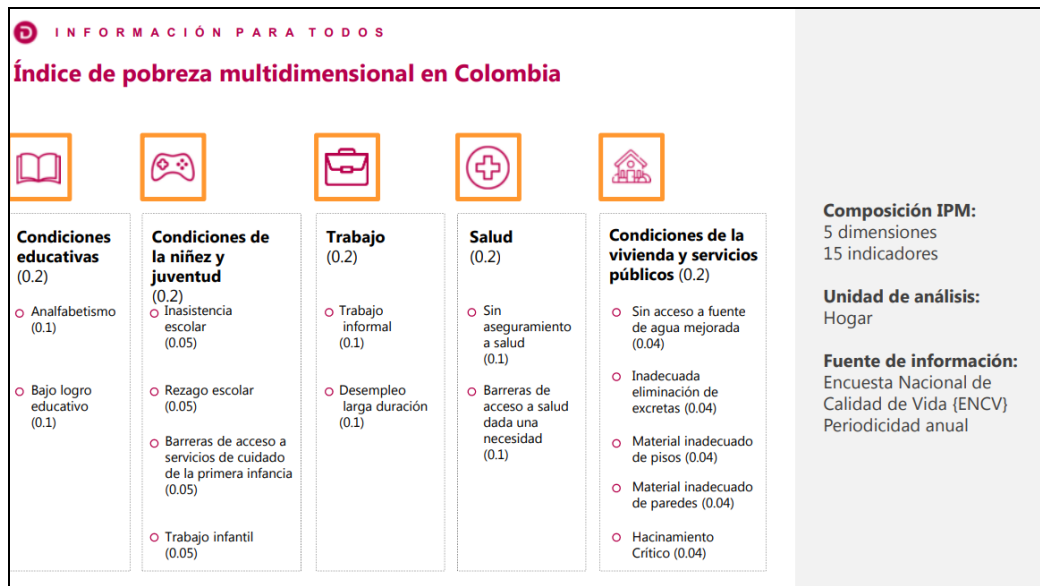 INFORMACIÓN PARA TODOS
Índice de pobreza multidimensional en Colombia
Condiciones
educativas
(0.2)
Analfabetismo
(0.1)
Bajo logro
educativo
(0.1)
Condiciones de
la niñez y
juventud
(0.2)
Inasistencia
escolar
(0.05)
Rezago escolar
(0.05)
Barreras de acceso a
servicios de cuidado
de la primera infancia
(0.05)
Trabajo infantil
(0.05)
Trabajo
(0.2)
Trabajo
informal
(0.1)
Desempleo
larga duración
(0.1)
Salud
(0.2)
Sin
aseguramiento
a salud
(0.1)
Barreras de
acceso a salud
dada una
necesidad
(0.1)
Condiciones de la
vivienda y servicios
públicos (0.2)
Sin acceso a fuente
de agua mejorada
(0.04)
Inadecuada
eliminación de
excretas (0.04)
Material inadecuado
de pisos (0.04)
Material inadecuado
de paredes (0.04)
Hacinamiento
Crítico (0.04)
Composición IPM:
5 dimensiones
15 indicadores
Unidad de análisis:
Hogar
Fuente de información:
Encuesta Nacional de
Calidad de Vida {ENCV}
Periodicidad anual